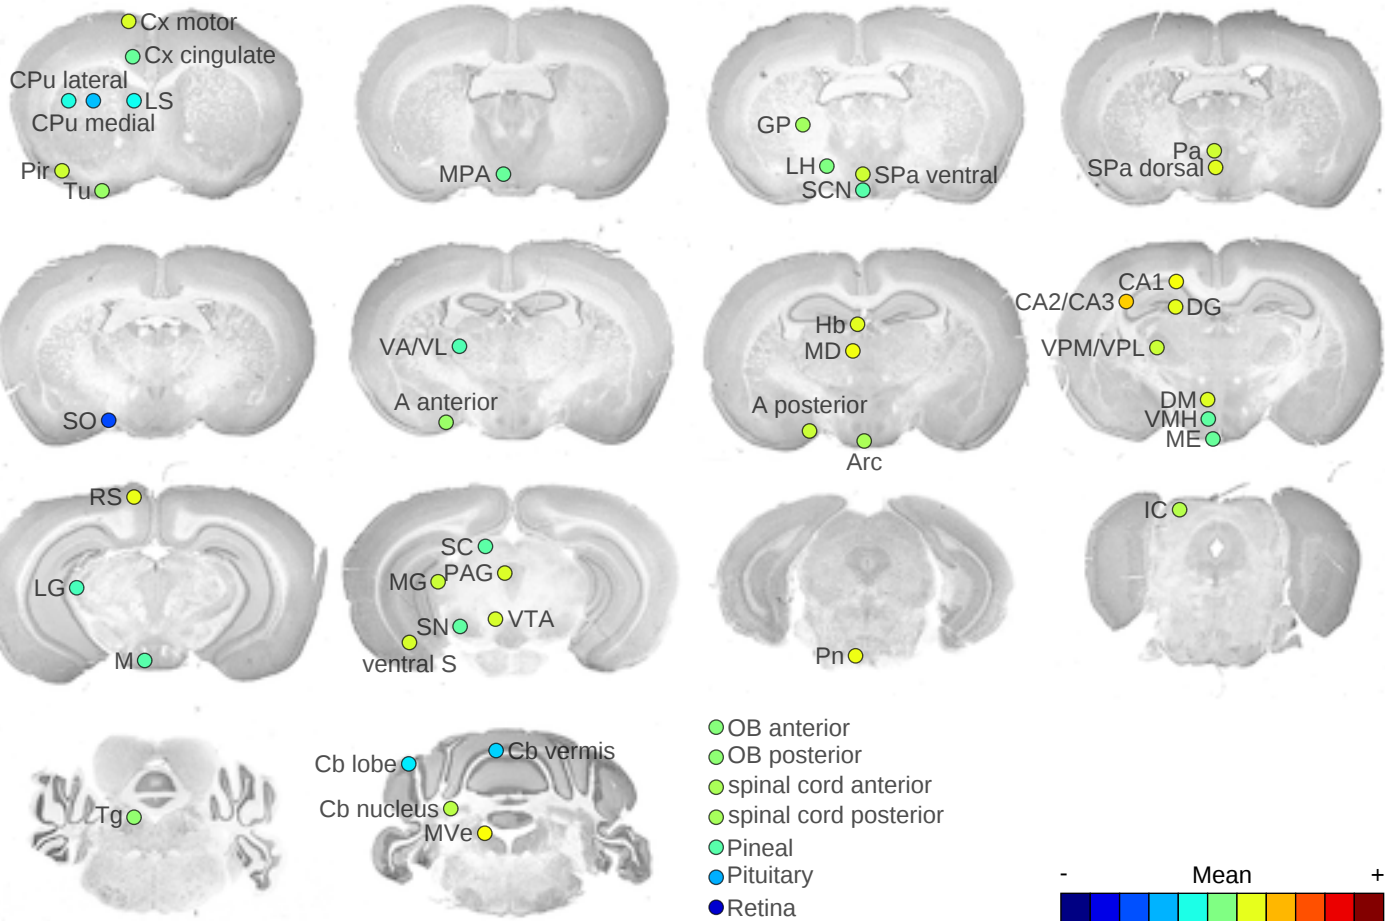 Cx motor
Cx cingulate
CPu lateral
LS
CPu medial
Pir
Tu
MPA
GP
LH
SPa ventral
SCN
Pa
SPa dorsal
SO
VA/VL
A anterior
Hb
MD
A posterior
Arc
CA1
CA2/CA3
DG
VPM/VPL
DM
VMH
ME
RS
LG
M
SC
MG PAG
SN VTA
ventral S
Pn
IC
Tg
Cb lobe Cb vermis
Cb nucleus
MVe
OB anterior
OB posterior
spinal cord anterior
spinal cord posterior
Pineal
Pituitary
Retina
- Mean +